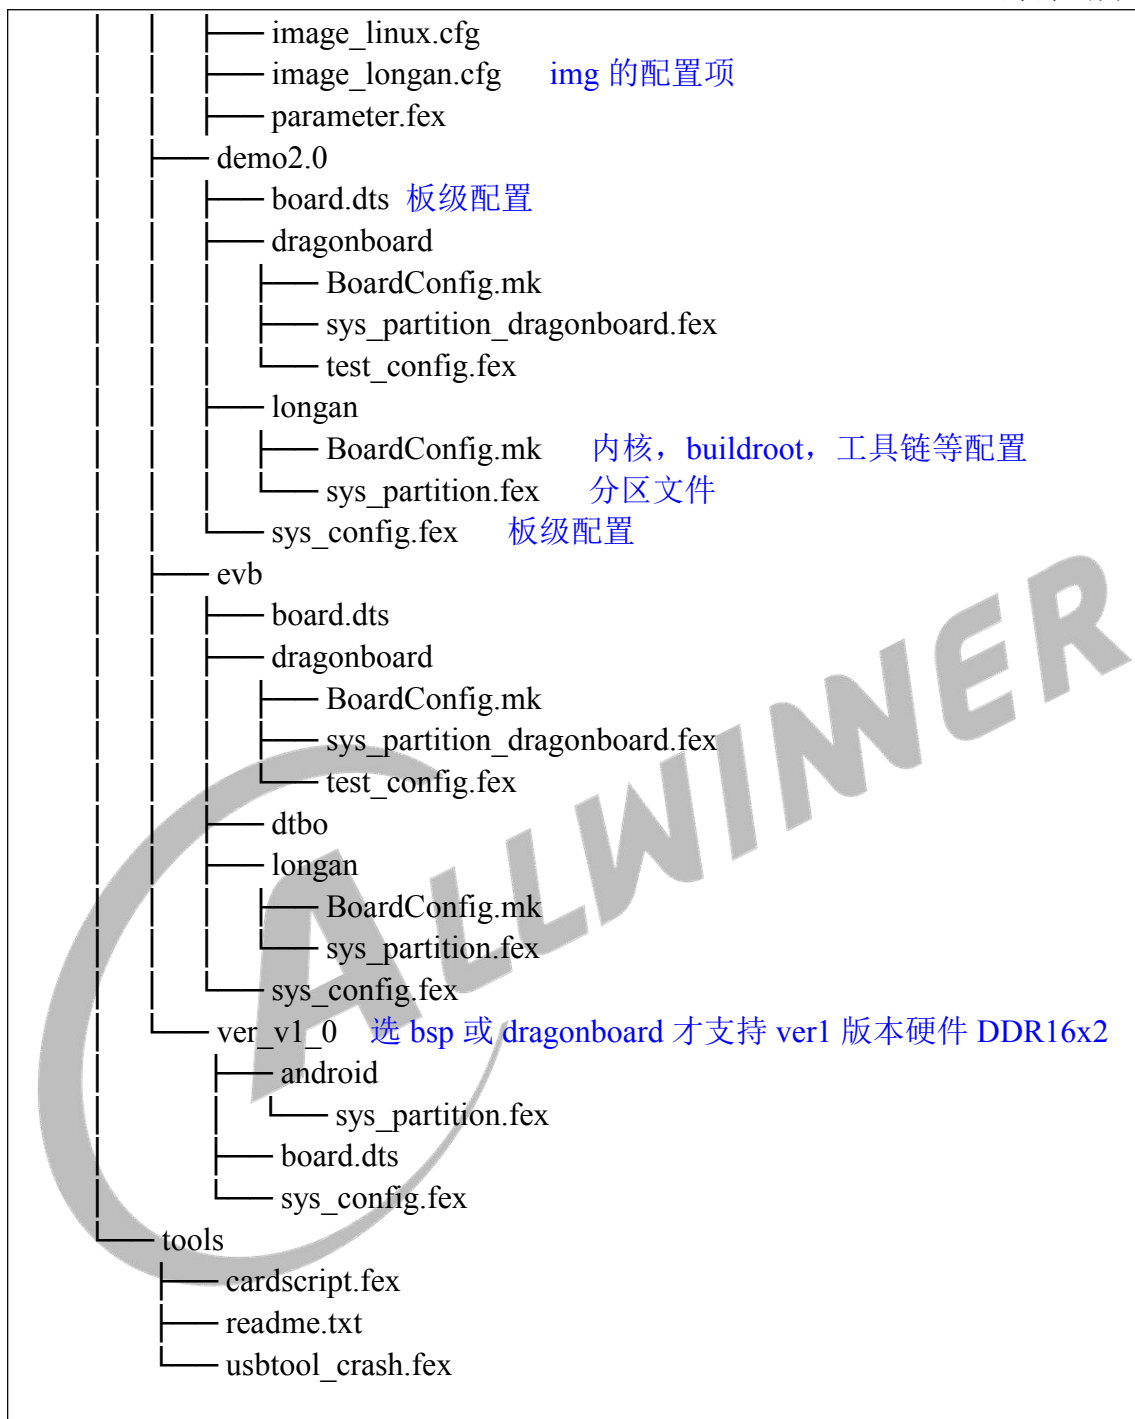 image_linux.cfg
image_longan.cfg img 的配置项
parameter.fex
demo2.0
board.dts 板级配置
dragonboard
BoardConfig.mk
sys_partition_dragonboard.fex
test_config.fex
longan
BoardConfig.mk 内核，buildroot，工具链等配置
sys_partition.fex 分区文件
sys_config.fex 板级配置
evb
board.dts
dragonboard
BoardConfig.mk
sys_partition_dragonboard.fex
test_config.fex
dtbo
longan
BoardConfig.mk
sys_partition.fex
sys_config.fex
ver_v1_0 选 bsp 或 dragonboard 才支持 ver1 版本硬件 DDR16x2
android
sys_partition.fex
board.dts
sys_config.fex
tools
cardscript.fex
readme.txt
usbtool_crash.fex
ALLWINNER